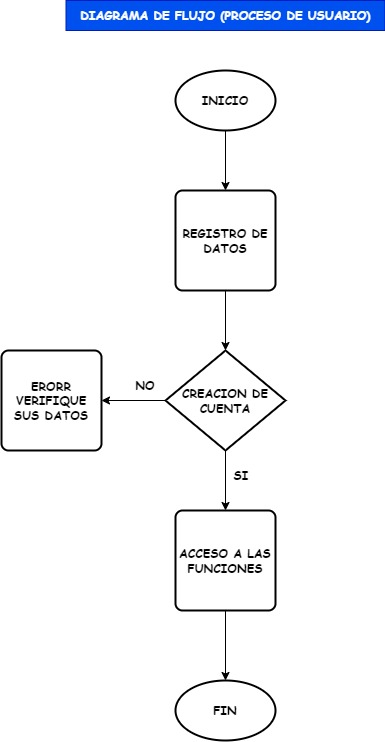 DIAGRAMA DE FLUJO (PROCESO DE USUARIO)
INICIO
REGISTRO DE
DATOS
CREACION DE
CUENTA
NO
ERORR
VERIFIQUE
SUS DATOS
SI
ACCESO A LAS
FUNCIONES
FIN